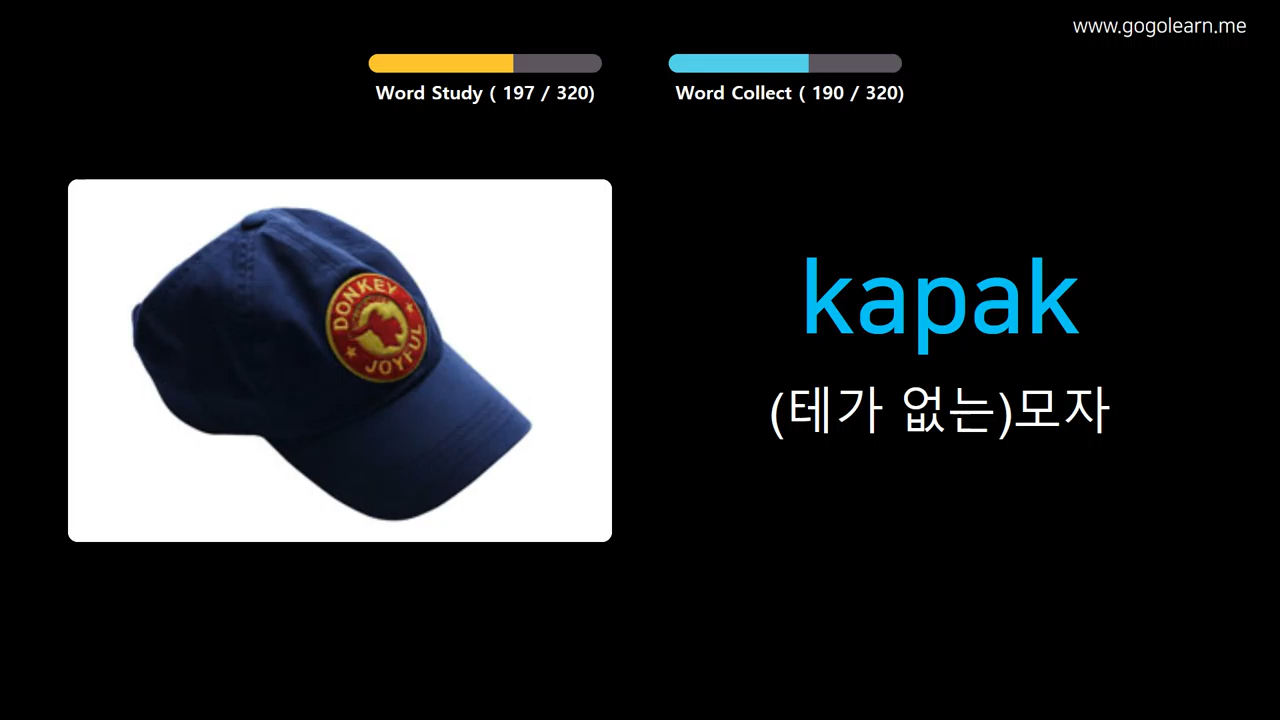 www.gogolearn.me
Word Study ( 197 / 320)
Word Collect ( 190 / 320)
DONKEY
JOYFUL
kapak
(테가 없는)모자